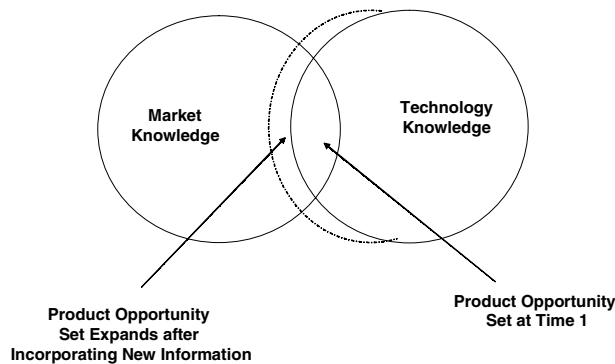 Market
Knowledge
Technology
Knowledge
Product Opportunity
Set Expands after
Incorporating New Information
Product Opportunity
Set at Time 1